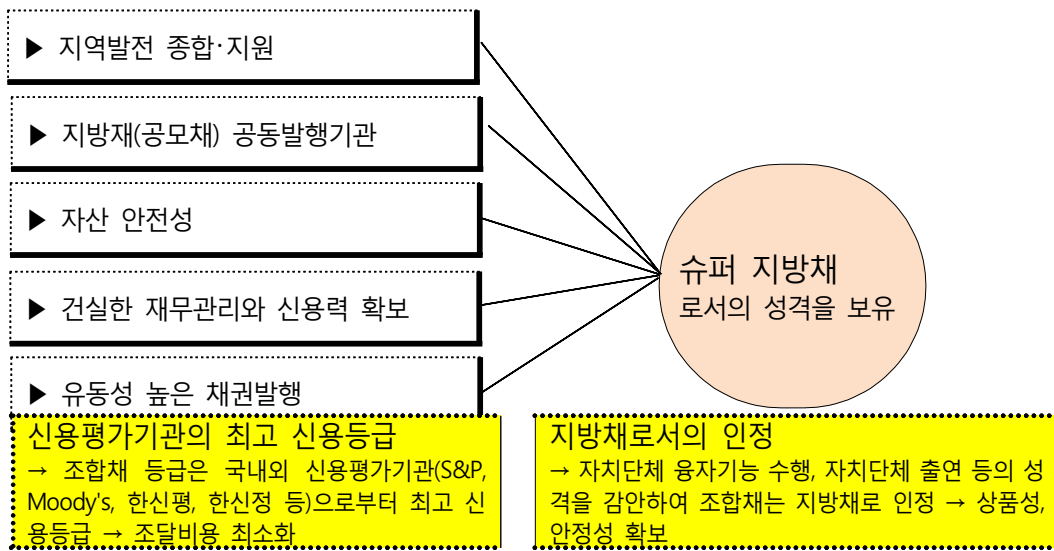 ▶ 지역발전 종합·지원
▶ 지방재(공모채) 공동발행기관
▶ 자산 안전성
▶ 건실한 재무관리와 신용력 확보
▶ 유동성 높은 채권발행
슈퍼 지방채
로서의 성격을 보유
신용평가기관의 최고 신용등급
→ 조합채 등급은 국내외 신용평가기관(S&P,
Moody's, 한신평, 한신정 등)으로부터 최고 신
용등급 → 조달비용 최소화
지방채로서의 인정
→ 자치단체 융자기능 수행, 자치단체 출연 등의 성
격을 감안하여 조합채는 지방채로 인정 → 상품성,
안정성 확보